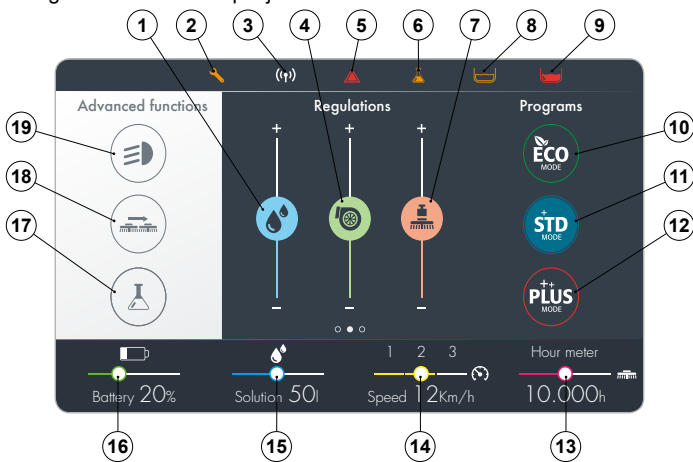 1 2 3 4 5 6 7 8 9
Advanced functions Regulations Programs
19 + + + 10
ECO
MODE
18 11
+
STD
MODE
17 12
++
PLUS
MODE
− − −
1 2 3 Hour meter
Battery 20% Solution 50l Speed 12Km/h 10.000h
16 15 14 13